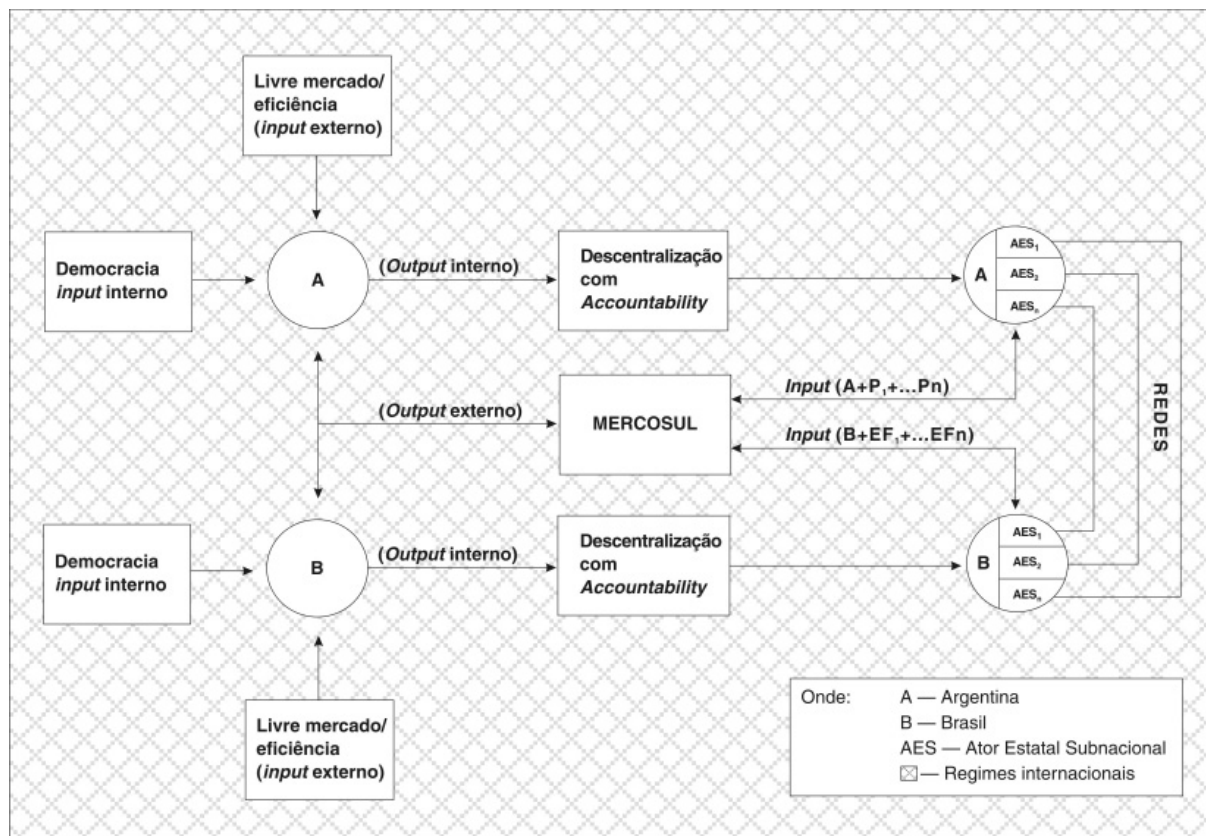 Livre mercado/
eficiência
(input externo)
Democracia
input interno
A
(Output interno)
Descentralização
com
Accountability
A
AES₁
AES₂
AESₙ
(Output externo)
MERCOSUL
Input (A+P₁+...Pn)
Input (B+EF₁+...EFn)
REDES
Democracia
input interno
B
(Output interno)
Descentralização
com
Accountability
B
AES₁
AES₂
AESₙ
Livre mercado/
eficiência
(input externo)
Onde: A — Argentina
B — Brasil
AES — Ator Estatal Subnacional
— Regimes internacionais